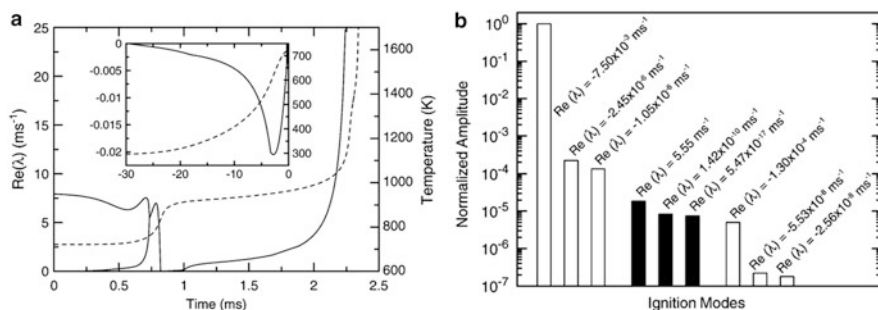 a
25
20
15
10
5
0
Re(λ) (ms⁻¹)
0
0.5
1
1.5
2
2.5
Time (ms)
1600
1400
1200
1000
800
600
Temperature (K)
0
-0.005
-0.01
-0.015
-0.02
-30
-20
-10
0
700
600
500
400
300
b
Normalized Amplitude
10⁰
10⁻¹
10⁻²
10⁻³
10⁻⁴
10⁻⁵
10⁻⁶
10⁻⁷
Re (λ̄) = -7.50x10⁻³ ms⁻¹
Re (λ̄) = -2.45x10⁻⁶ ms⁻¹
Re (λ̄) = -1.05x10⁻⁶ ms⁻¹
Re (λ̄) = 5.55 ms⁻¹
Re (λ̄) = 1.42x10⁻¹⁰ ms⁻¹
Re (λ̄) = 5.47x10⁻¹⁷ ms⁻¹
Re (λ̄) = -1.30x10⁻⁴ ms⁻¹
Re (λ̄) = -5.53x10⁻⁸ ms⁻¹
Re (λ̄) = -2.56x10⁻⁸ ms⁻¹
Ignition Modes